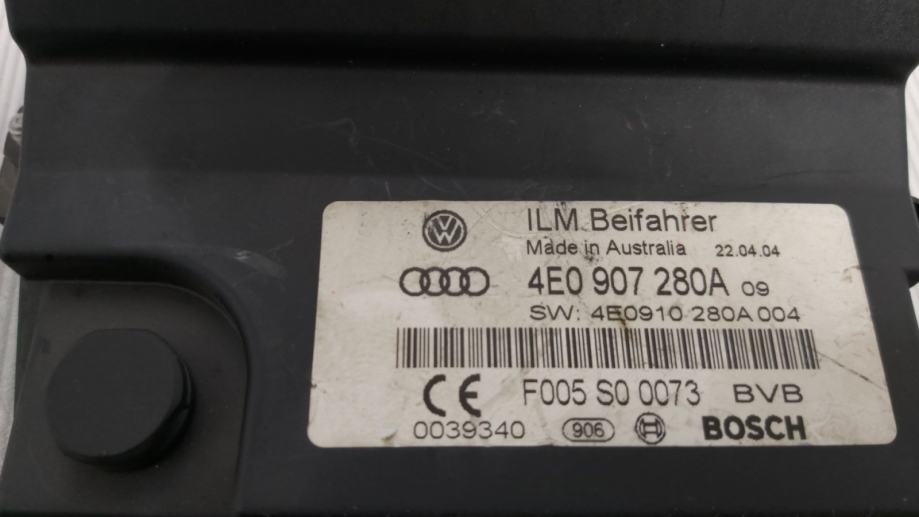 ILM Beifahrer
Made in Australia 22.04.04
4E0 907 280A 09
SW: 4E0910 280A 004
F005 S0 0073 BVB
0039340 906 BOSCH